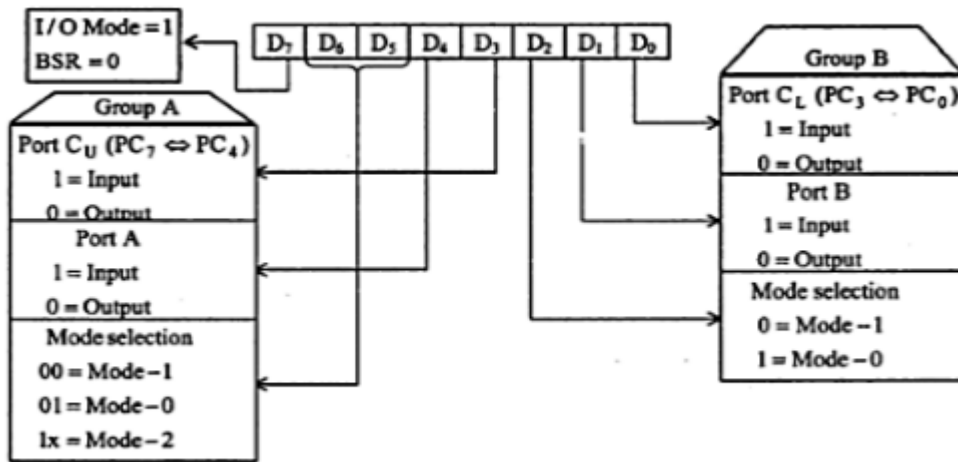 I/O Mode = 1
BSR = 0
D₇ D₆ D₅ D₄ D₃ D₂ D₁ D₀
Group A
Port C_U (PC₇ ⇔ PC₄)
1 = Input
0 = Output
Port A
1 = Input
0 = Output
Mode selection
00 = Mode – 1
01 = Mode – 0
1x = Mode – 2
Group B
Port C_L (PC₃ ⇔ PC₀)
1 = Input
0 = Output
Port B
1 = Input
0 = Output
Mode selection
0 = Mode – 1
1 = Mode – 0